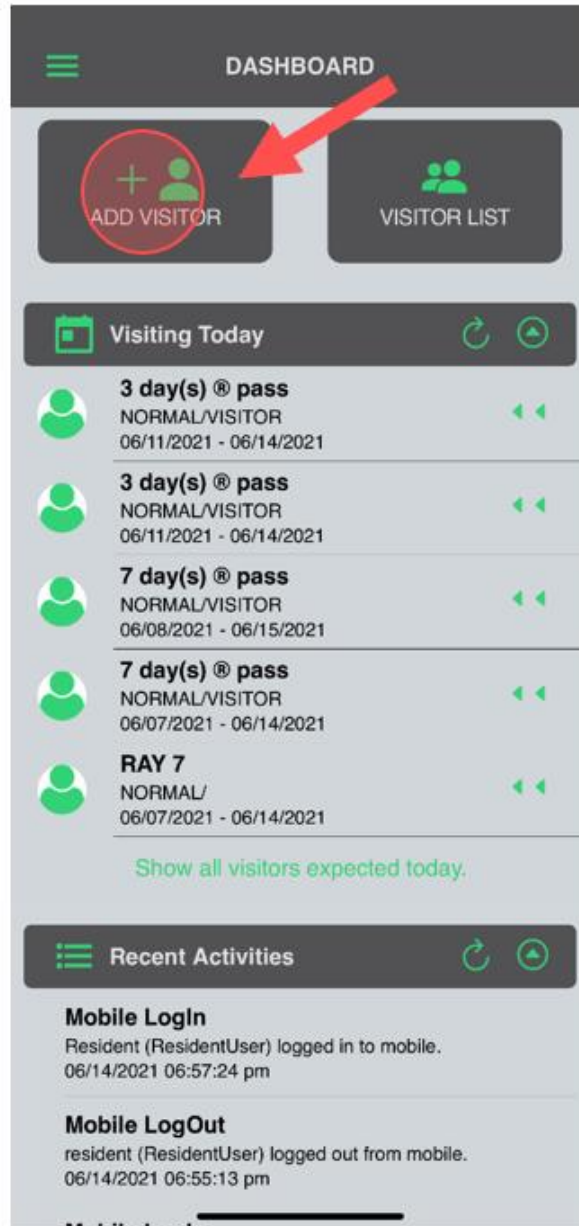 DASHBOARD
ADD VISITOR
VISITOR LIST
Visiting Today
3 day(s) ® pass
NORMAL/VISITOR
06/11/2021 - 06/14/2021
3 day(s) ® pass
NORMAL/VISITOR
06/11/2021 - 06/14/2021
7 day(s) ® pass
NORMAL/VISITOR
06/08/2021 - 06/15/2021
7 day(s) ® pass
NORMAL/VISITOR
06/07/2021 - 06/14/2021
RAY 7
NORMAL/
06/07/2021 - 06/14/2021
Show all visitors expected today.
Recent Activities
Mobile LogIn
Resident (ResidentUser) logged in to mobile.
06/14/2021 06:57:24 pm
Mobile LogOut
resident (ResidentUser) logged out from mobile.
06/14/2021 06:55:13 pm